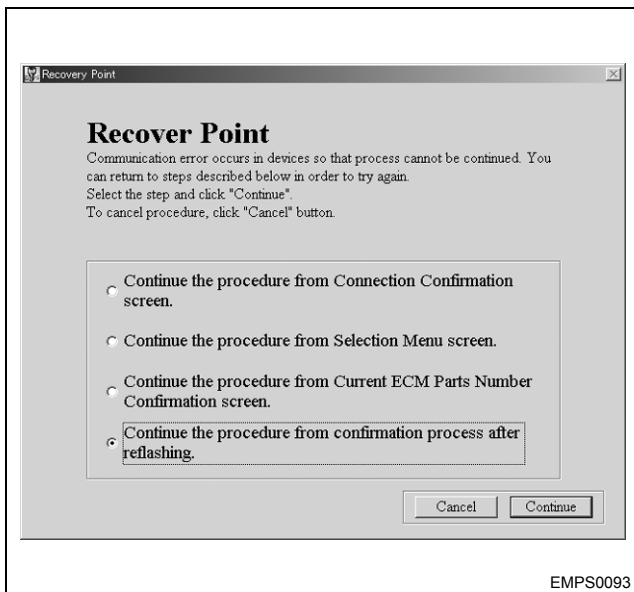 Recovery Point
Recover Point
Communication error occurs in devices so that process cannot be continued. You
can return to steps described below in order to try again.
Select the step and click "Continue".
To cancel procedure, click "Cancel" button.
Continue the procedure from Connection Confirmation
screen.
Continue the procedure from Selection Menu screen.
Continue the procedure from Current ECM Parts Number
Confirmation screen.
Continue the procedure from confirmation process after
reflashing.
Cancel Continue
EMPS0093